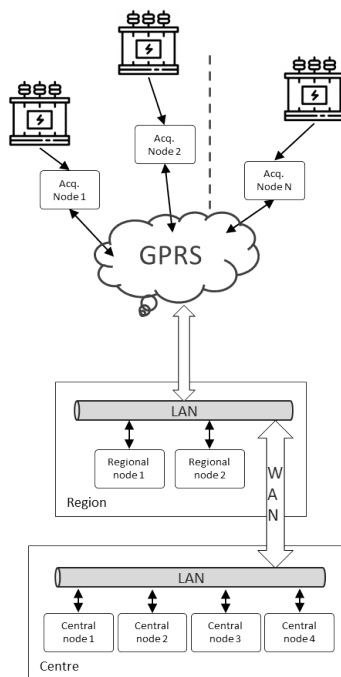 Acq.
Node 2
Acq.
Node 1
Acq.
Node N
GPRS
LAN
Regional
node 1
Regional
node 2
Region
W
A
N
LAN
Central
node 1
Central
node 2
Central
node 3
Central
node 4
Centre